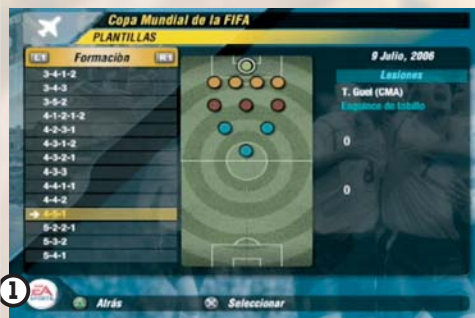 Copa Mundial de la FIFA
PLANTILLAS
L1 Formación R1
9 Julio, 2006
3-4-1-2
3-4-3
3-5-2
4-1-2-1-2
4-2-3-1
4-3-1-2
4-3-2-1
4-3-3
4-4-1-1
4-4-2
4-5-1
5-2-2-1
5-3-2
5-4-1
Lesiones
T. Guel (CMA)
Esguince de tobillo
0
0
1
EA SPORTS
Atrás
Seleccionar